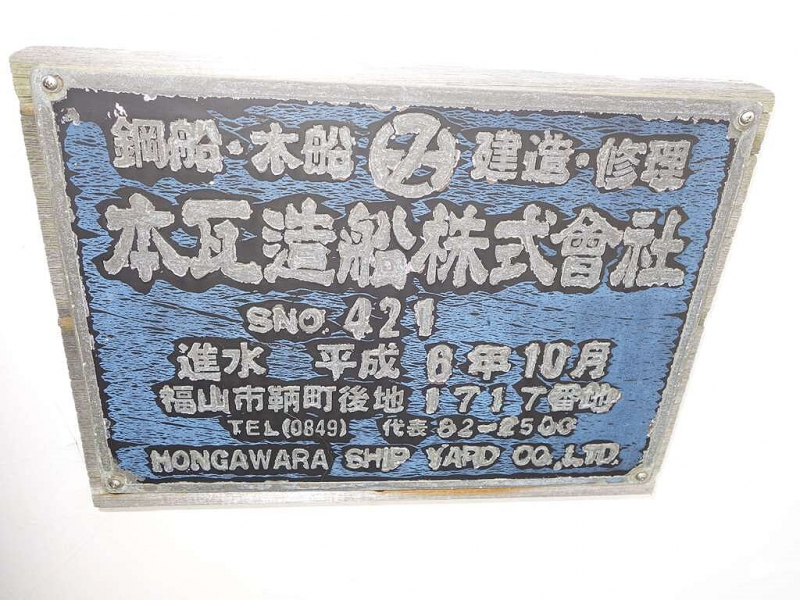 鋼船・木船 建造・修理
本瓦造船株式會社
SNO. 421
進水 平成 6年10月
福山市鞆町後地1717番地
TEL(0849) 代表 82-2500
HONGAWARA SHIP YARD CO.,LTD.